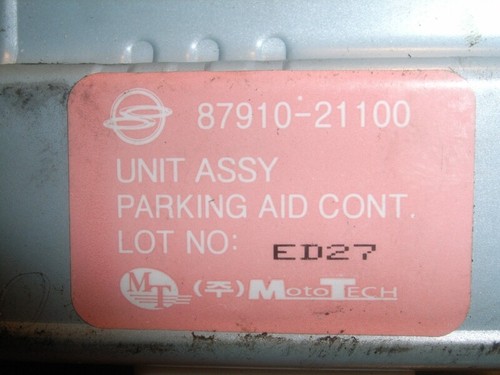 87910-21100
UNIT ASSY
PARKING AID CONT.
LOT NO: ED27
MT (주)MOTOTECH